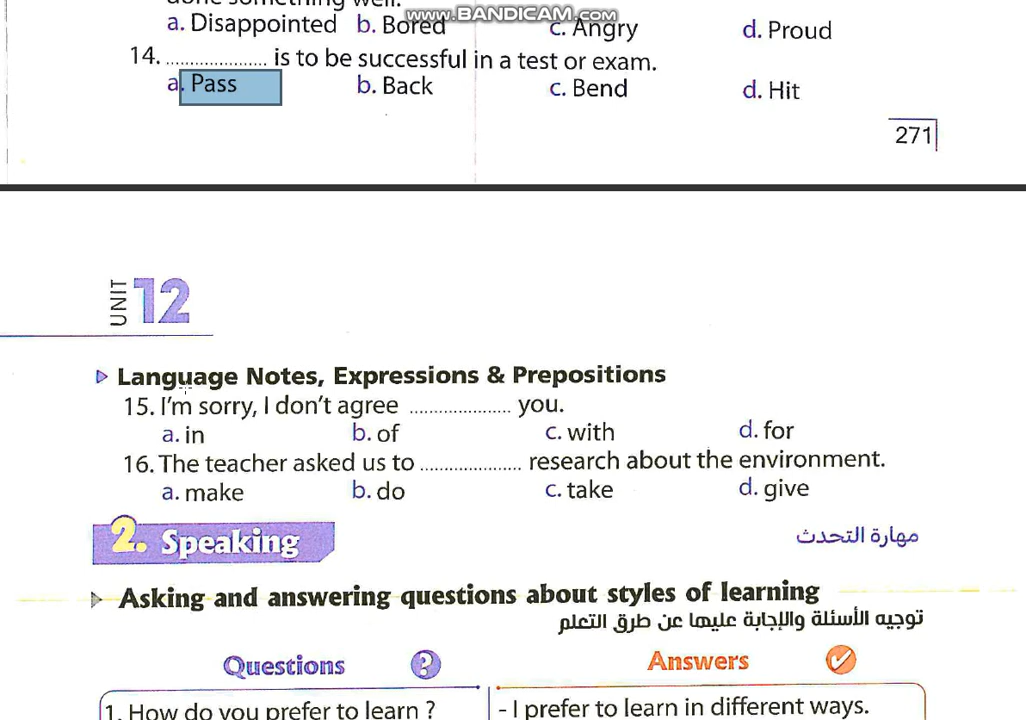 www.BANDICAM.com
a. Disappointed b. Bored c. Angry d. Proud
14. .................... is to be successful in a test or exam.
a. Pass b. Back c. Bend d. Hit
271
UNIT 12
Language Notes, Expressions & Prepositions
15. I'm sorry, I don't agree .................... you.
a. in b. of c. with d. for
16. The teacher asked us to .................... research about the environment.
a. make b. do c. take d. give
2. Speaking مهارة التحدث
Asking and answering questions about styles of learning
توجيه الأسئلة والإجابة عليها عن طرق التعلم
Questions ? Answers
1. How do you prefer to learn ? - I prefer to learn in different ways.